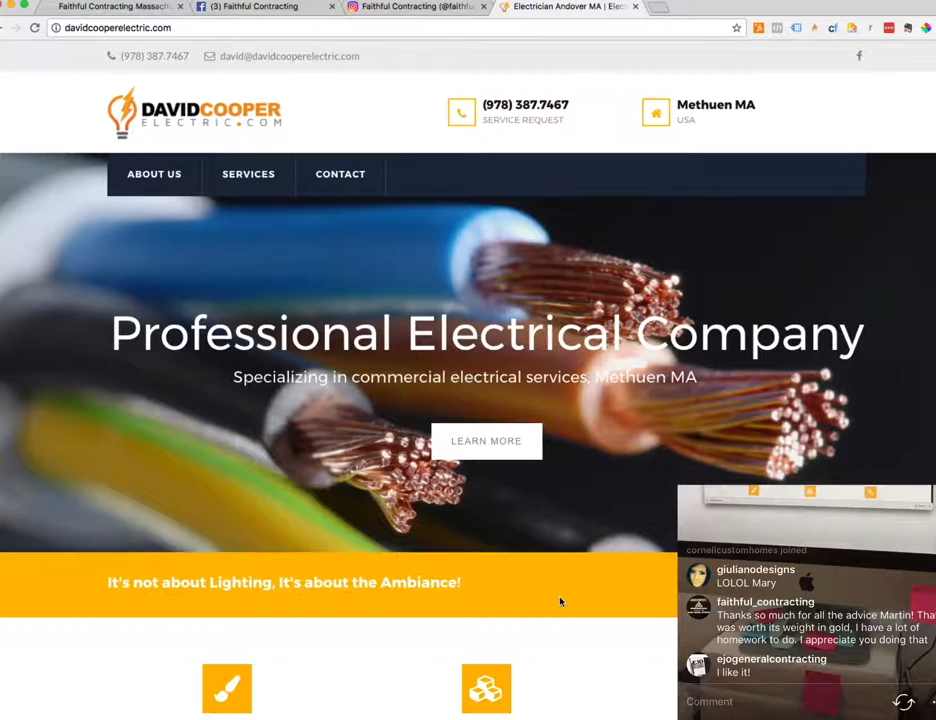 Faithful Contracting Massach
(3) Faithful Contracting
Faithful Contracting (@faithfu
Electrician Andover MA | Elec
davidcooperelectric.com
(978) 387.7467
david@davidcooperelectric.com
DAVIDCOOPER
ELECTRIC.COM
(978) 387.7467
SERVICE REQUEST
Methuen MA
USA
ABOUT US
SERVICES
CONTACT
Professional Electrical Company
Specializing in commercial electrical services, Methuen MA
LEARN MORE
It's not about Lighting, It's about the Ambiance!
cornellcustomhomes joined
giulianodesigns
LOLOL Mary
faithful_contracting
Thanks so much for all the advice Martin! That
was worth its weight in gold, I have a lot of
homework to do. I appreciate you doing that
ejogeneralcontracting
I like it!
Comment